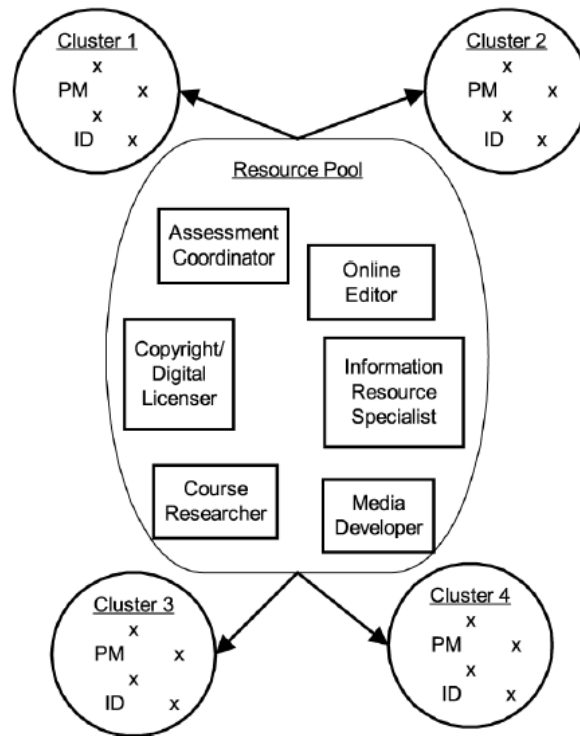 Cluster 1
x
PM x
x
ID x
Cluster 2
x
PM x
x
ID x
Resource Pool
Assessment
Coordinator
Online
Editor
Copyright/
Digital
Licenser
Information
Resource
Specialist
Course
Researcher
Media
Developer
Cluster 3
x
PM x
x
ID x
Cluster 4
x
PM x
x
ID x